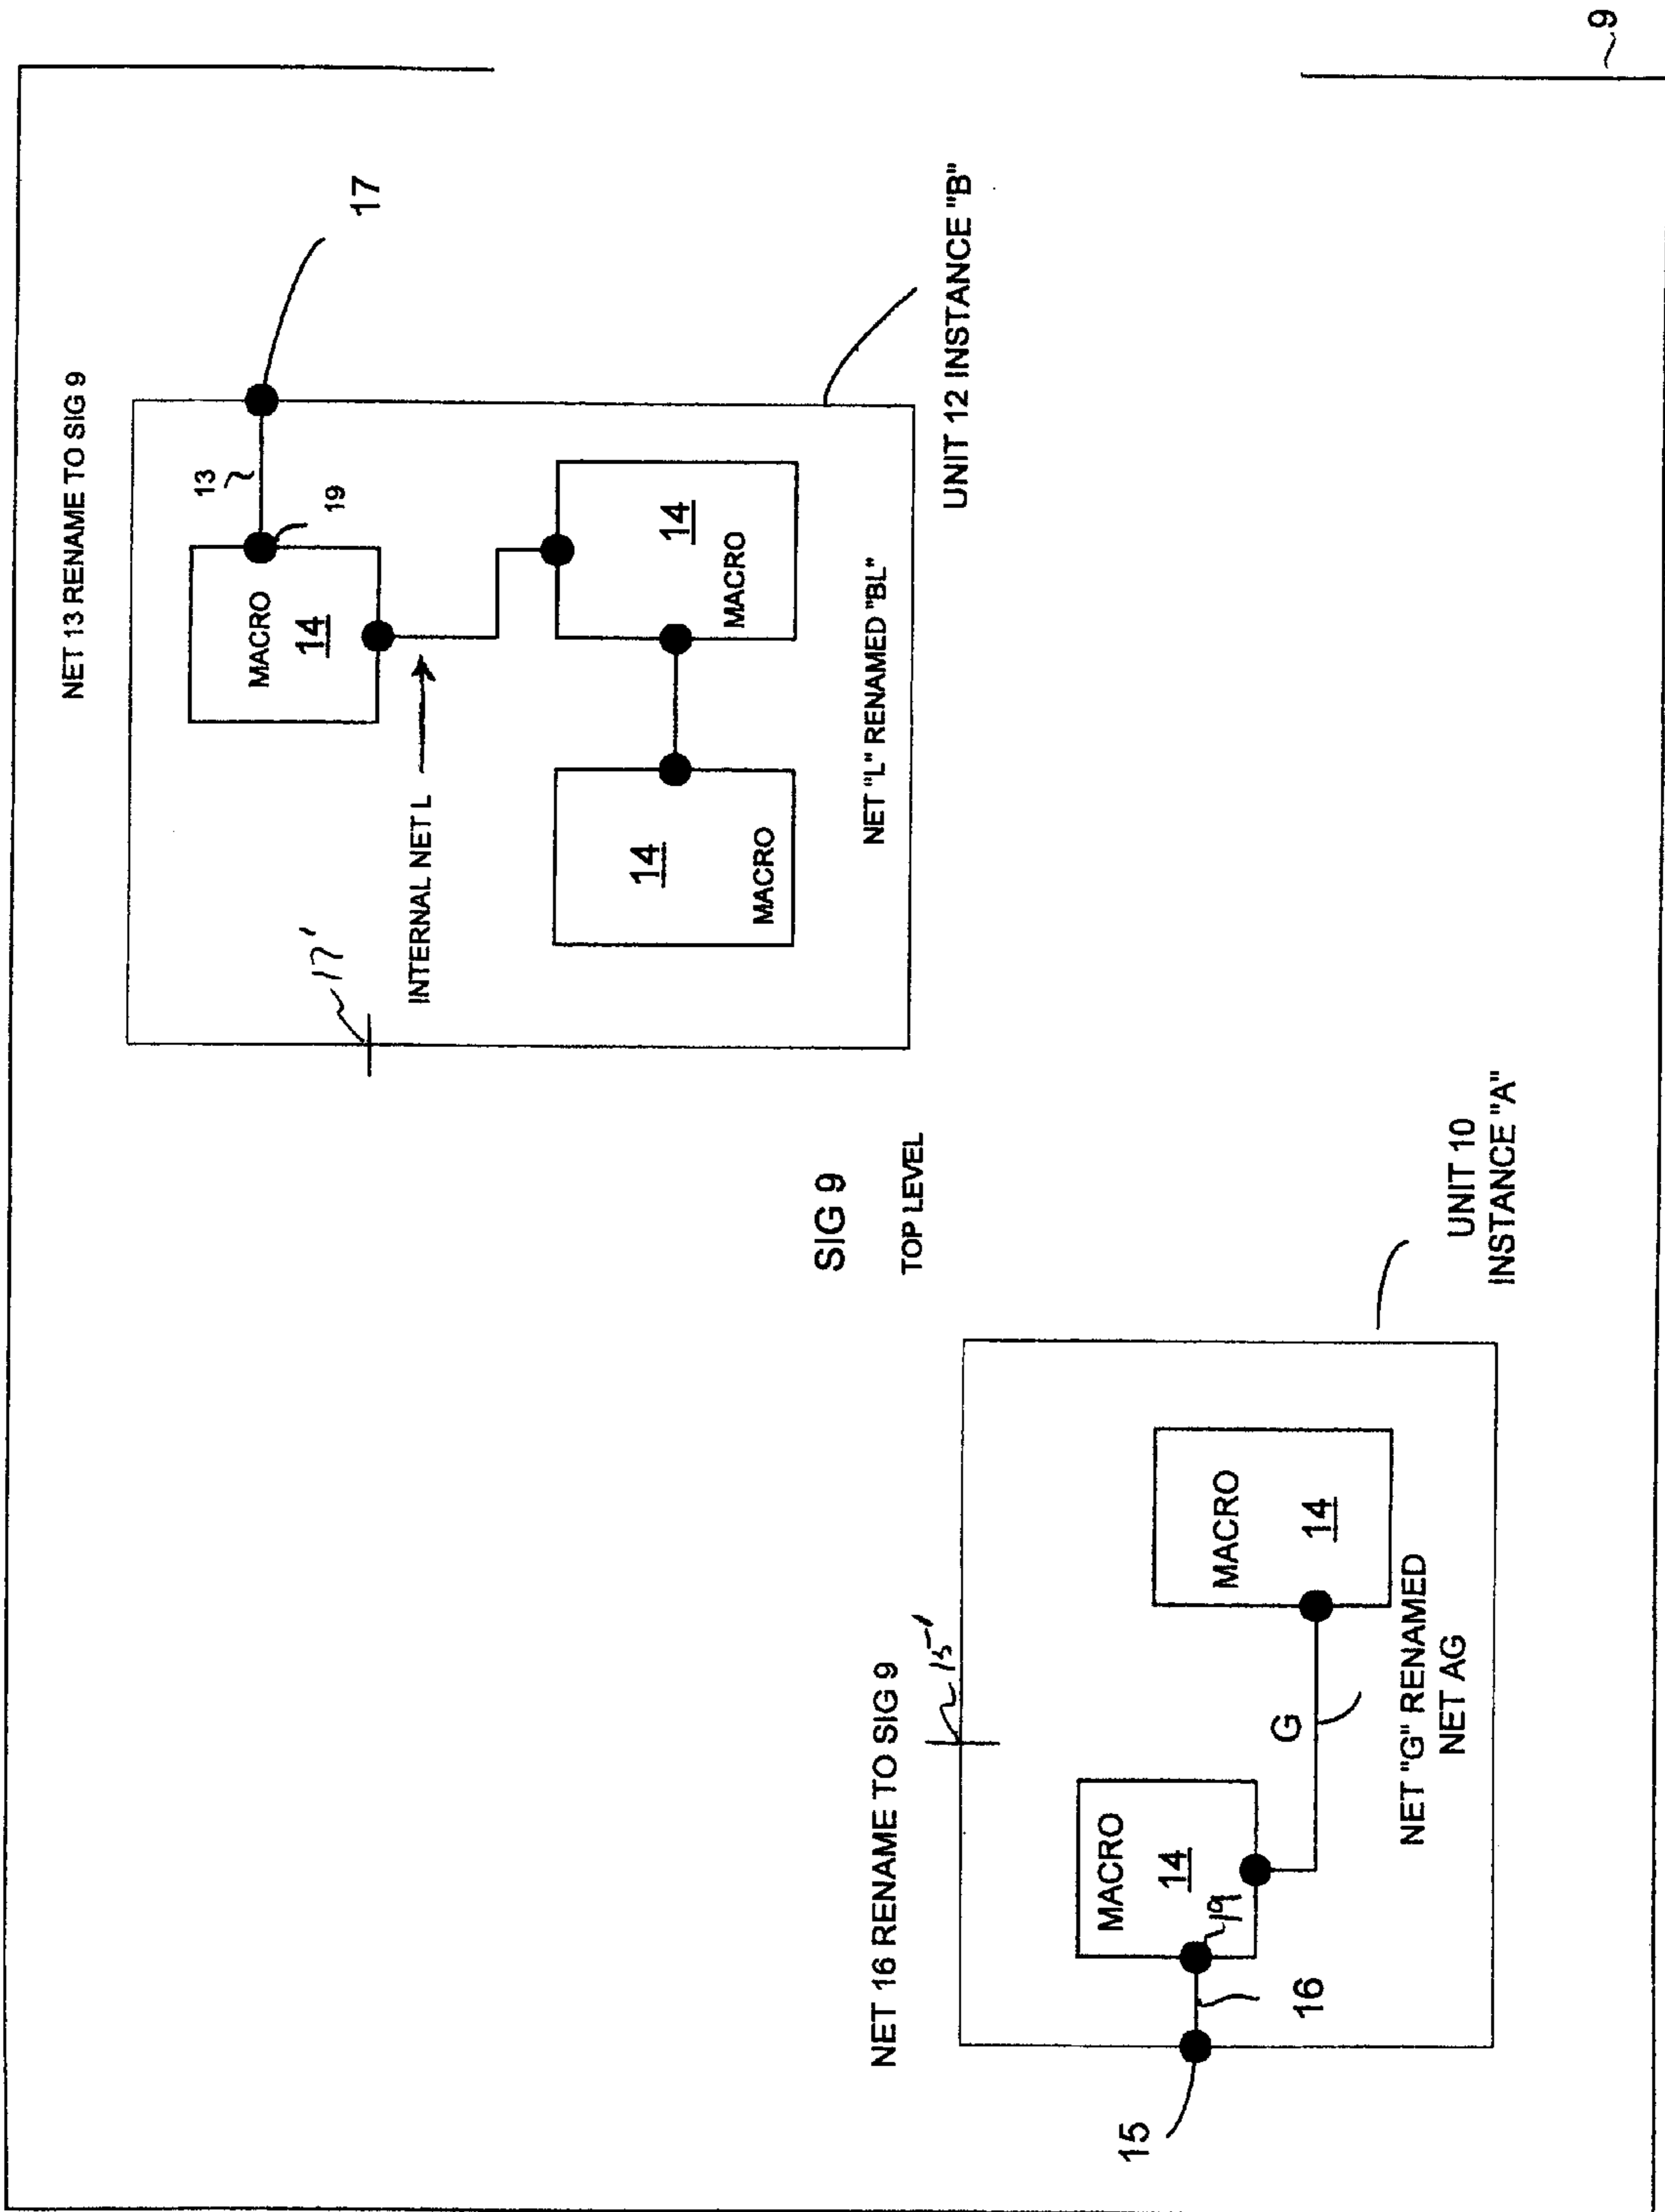 NET 13 RENAME TO SIG 9
17
13
19
MACRO
14
17'
INTERNAL NET L
14
MACRO
14
MACRO
NET "L" RENAMED "BL"
UNIT 12 INSTANCE "B"
SIG 9
TOP LEVEL
NET 16 RENAME TO SIG 9
15'
MACRO
14
19
MACRO
14
G
16
15
NET "G" RENAMED
NET AG
UNIT 10
INSTANCE "A"
9